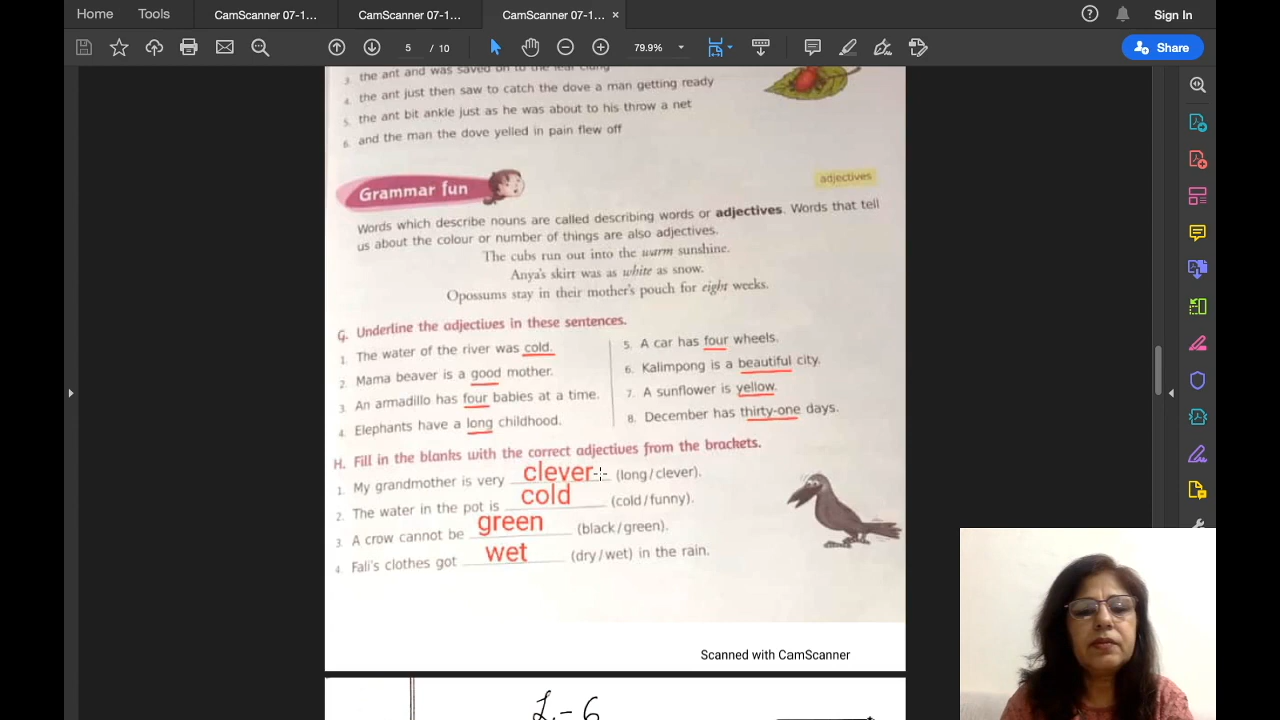 Home Tools CamScanner 07-1... CamScanner 07-1... CamScanner 07-1... × Sign In
5 / 10 79.9% Share
3. the ant and was saved on to the leaf clung
4. the ant just then saw to catch the dove a man getting ready
5. the ant bit ankle just as he was about to his throw a net
6. and the man the dove yelled in pain flew off
Grammar fun
adjectives
Words which describe nouns are called describing words or adjectives. Words that tell
us about the colour or number of things are also adjectives.
The cubs run out into the warm sunshine.
Anya's skirt was as white as snow.
Opossums stay in their mother's pouch for eight weeks.
G. Underline the adjectives in these sentences.
1. The water of the river was cold.
2. Mama beaver is a good mother.
3. An armadillo has four babies at a time.
4. Elephants have a long childhood.
5. A car has four wheels.
6. Kalimpong is a beautiful city.
7. A sunflower is yellow.
8. December has thirty-one days.
H. Fill in the blanks with the correct adjectives from the brackets.
1. My grandmother is very clever (long/clever).
2. The water in the pot is cold (cold/funny).
3. A crow cannot be green (black/green).
4. Fali's clothes got wet (dry/wet) in the rain.
Scanned with CamScanner
L-6